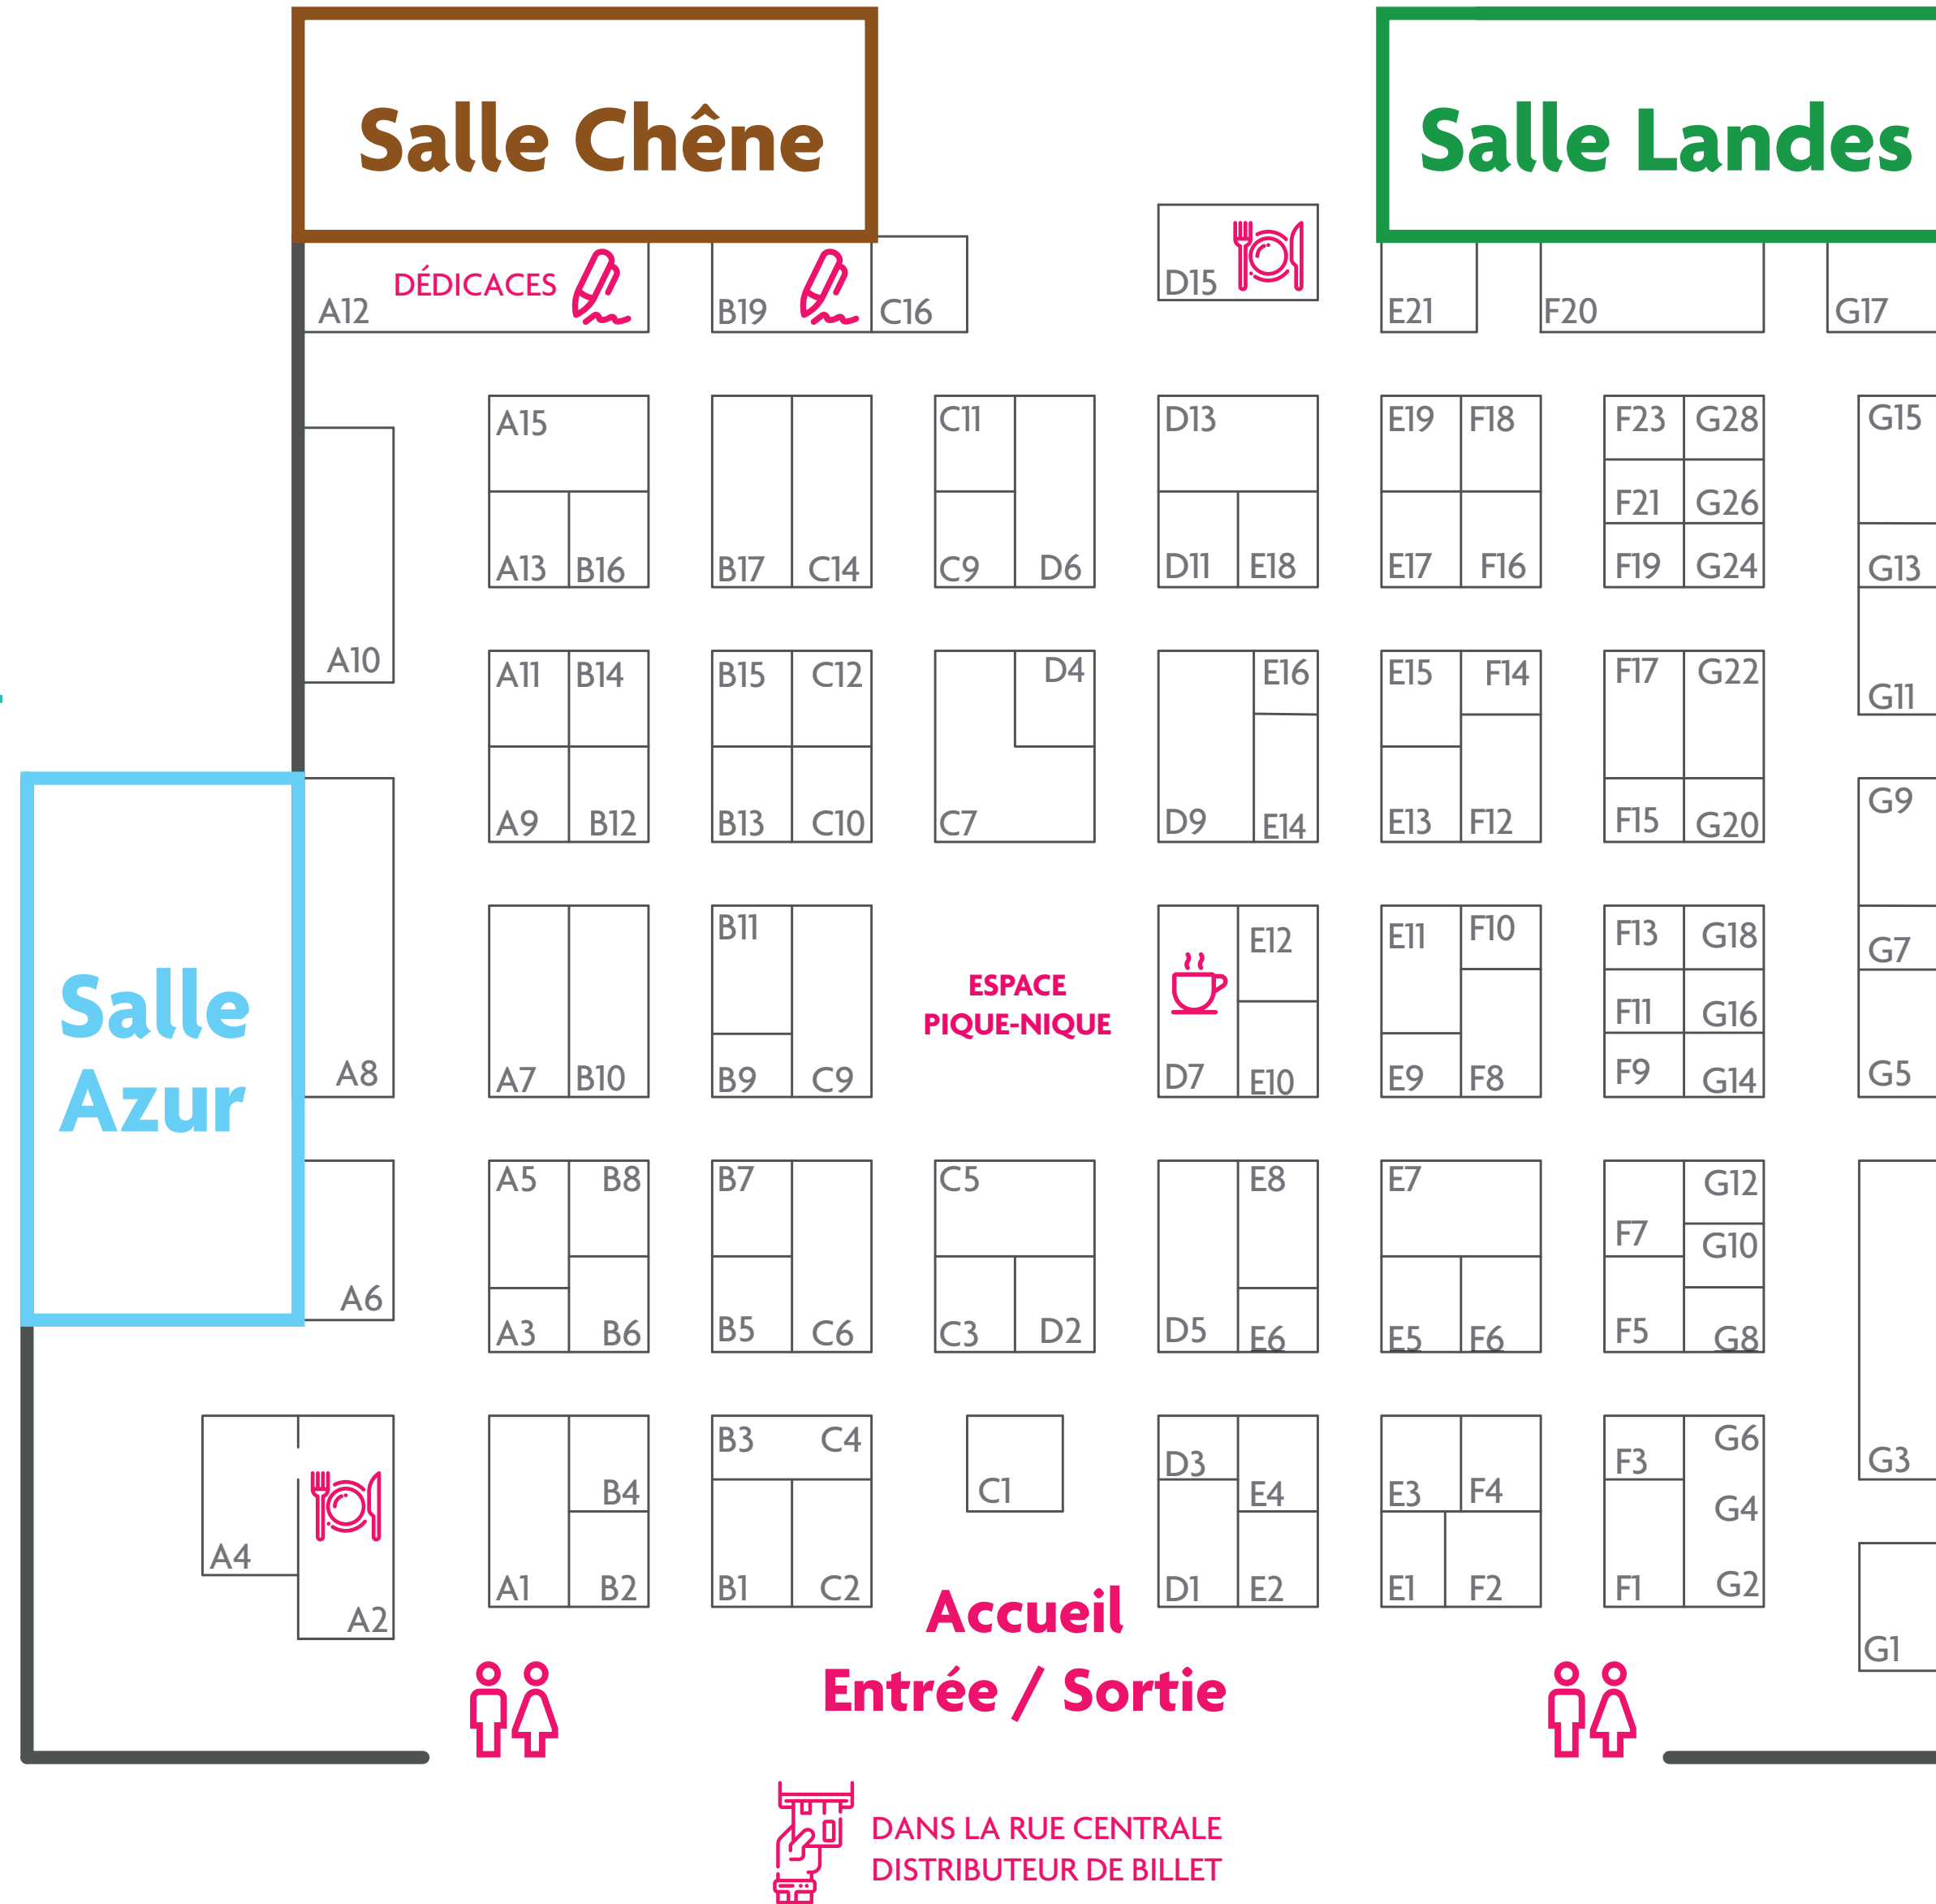 Salle Chêne
Salle Landes
DÉDICACES
A12
B19
C16
D15
E21
F20
G17
A15
C11
D13
E19
F18
F23
G28
G15
F21
G26
A13
B16
B17
C14
C9
D6
D11
E18
E17
F16
F19
G24
G13
A10
A11
B14
B15
C12
D4
E16
E15
F14
F17
G22
G11
A9
B12
B13
C10
C7
D9
E14
E13
F12
F15
G20
G9
B11
E12
E11
F10
F13
G18
G7
Salle
Azur
ESPACE
PIQUE-NIQUE
F11
G16
A8
A7
B10
B9
C9
D7
E10
E9
F8
F9
G14
G5
A5
B8
B7
C5
E8
E7
F7
G12
G10
A6
A3
B6
B5
C6
C3
D2
D5
E6
E5
F6
F5
G8
B3
C4
D3
F3
G6
G3
B4
C1
E4
E3
F4
G4
A4
A2
A1
B2
B1
C2
D1
E2
E1
F2
F1
G2
G1
Accueil
Entrée / Sortie
DANS LA RUE CENTRALE
DISTRIBUTEUR DE BILLET